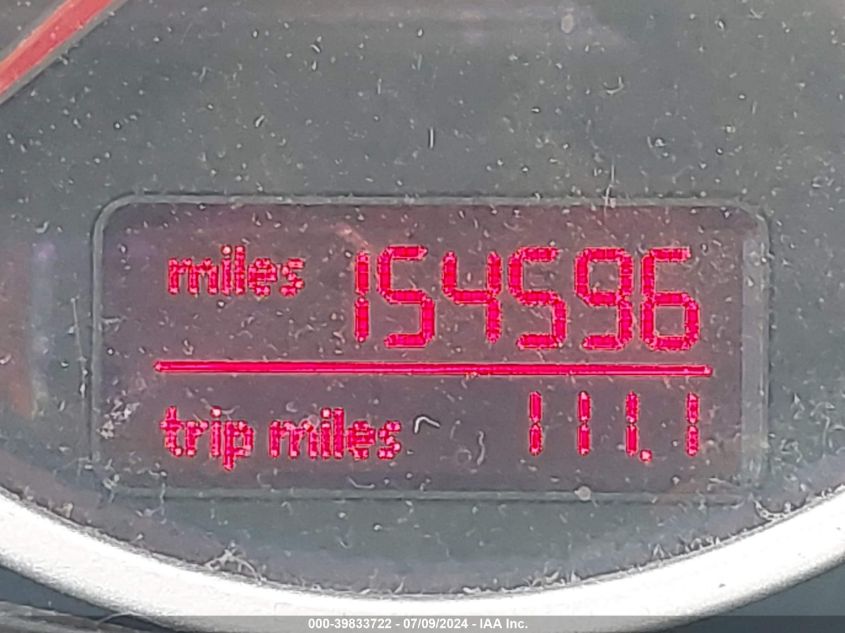 miles 154596
trip miles 111.1
000-39833722 - 07/09/2024 - IAA Inc.